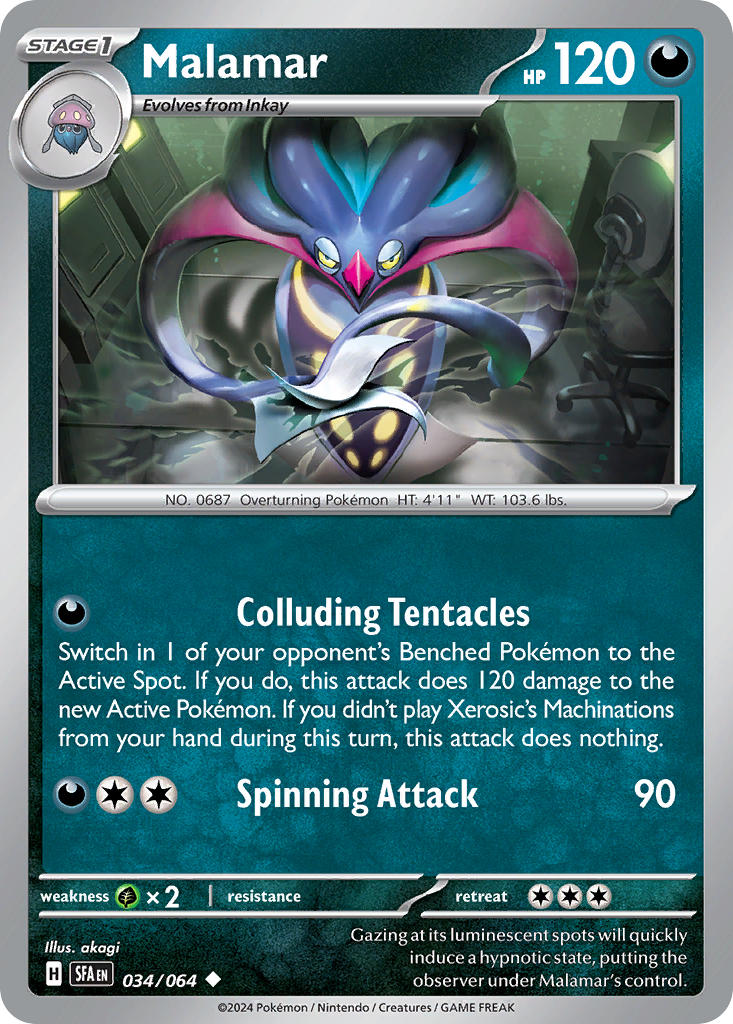 STAGE 1
Malamar
HP 120
Evolves from Inkay
NO. 0687 Overturning Pokémon HT: 4'11" WT: 103.6 lbs.
Colluding Tentacles
Switch in 1 of your opponent's Benched Pokémon to the
Active Spot. If you do, this attack does 120 damage to the
new Active Pokémon. If you didn't play Xerosic's Machinations
from your hand during this turn, this attack does nothing.
Spinning Attack 90
weakness ×2 resistance retreat
Illus. akagi
Gazing at its luminescent spots will quickly
induce a hypnotic state, putting the
observer under Malamar's control.
H SFA EN 034/064
©2024 Pokémon / Nintendo / Creatures / GAME FREAK